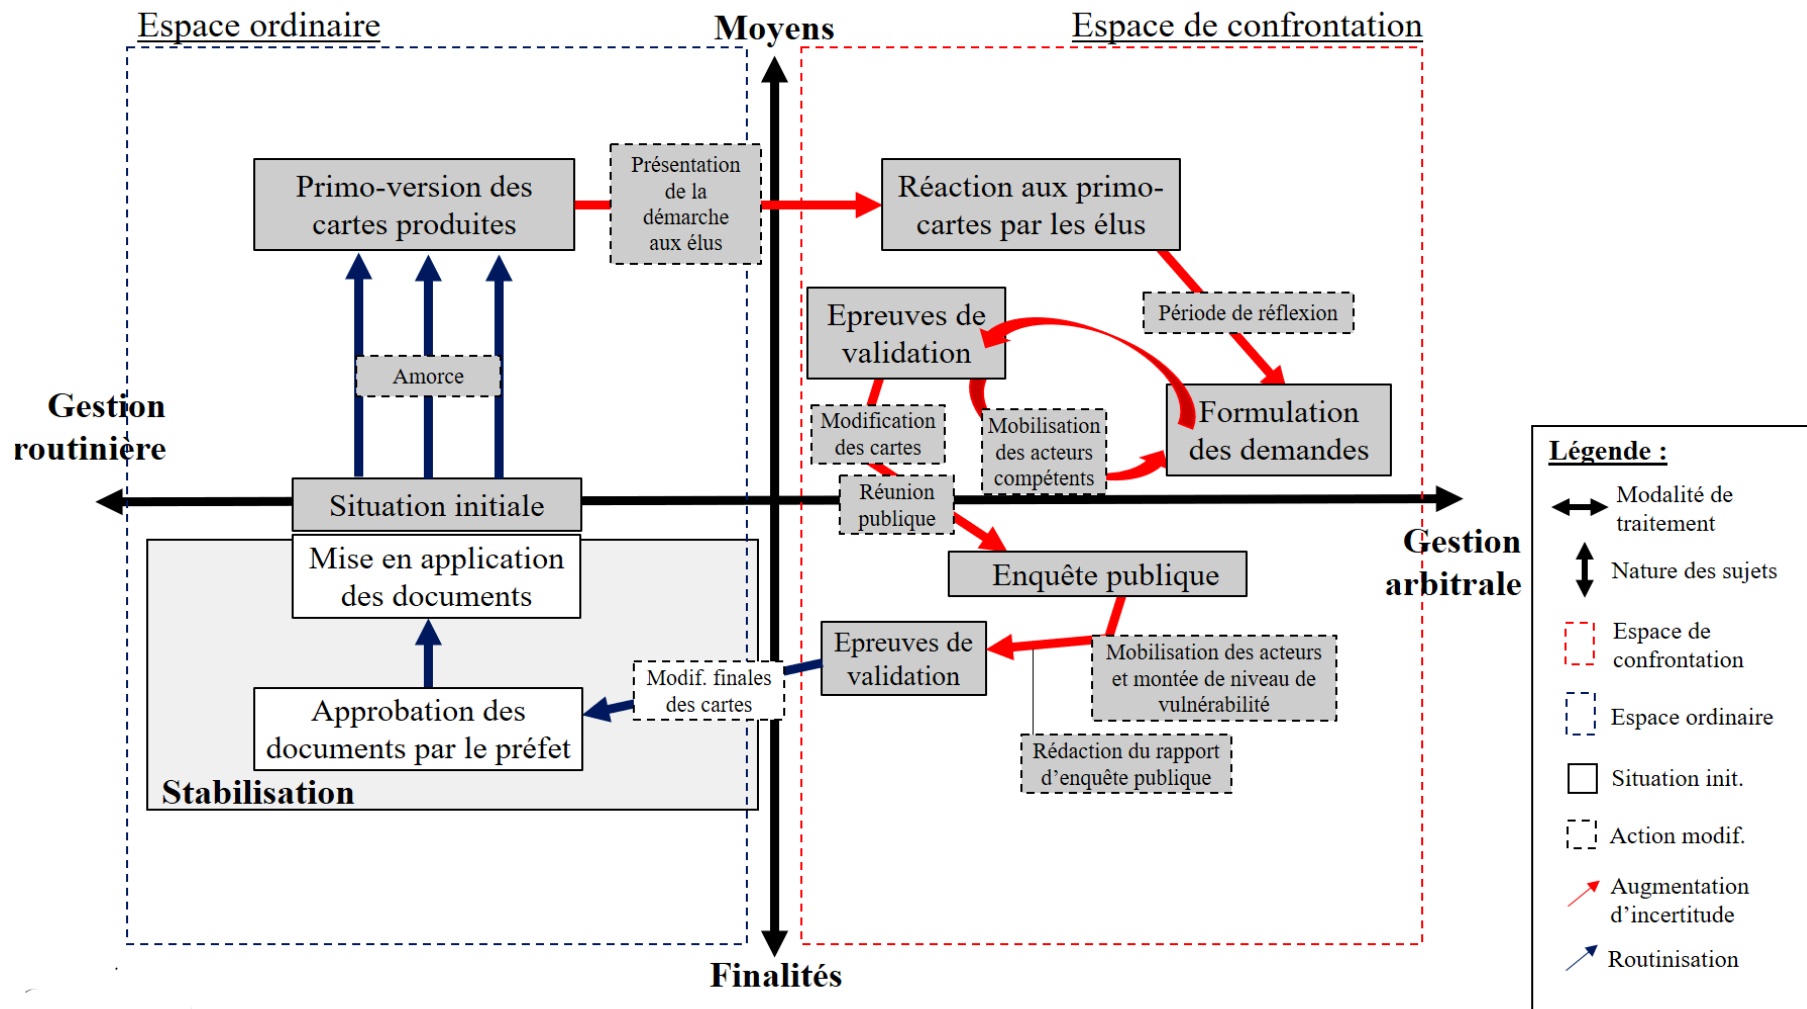 Espace ordinaire
Moyens
Espace de confrontation
Primo-version des
cartes produites
Présentation
de la
démarche
aux élus
Réaction aux primo-
cartes par les élus
Epreuves de
validation
Période de réflexion
Amorce
Gestion
routinière
Modification
des cartes
Mobilisation
des acteurs
compétents
Formulation
des demandes
Situation initiale
Réunion
publique
Gestion
arbitrale
Mise en application
des documents
Enquête publique
Epreuves de
validation
Mobilisation des acteurs
et montée de niveau de
vulnérabilité
Modif. finales
des cartes
Approbation des
documents par le préfet
Rédaction du rapport
d’enquête publique
Stabilisation
Finalités
Légende :
Modalité de
traitement
Nature des sujets
Espace de
confrontation
Espace ordinaire
Situation init.
Action modif.
Augmentation
d’incertitude
Routinisation